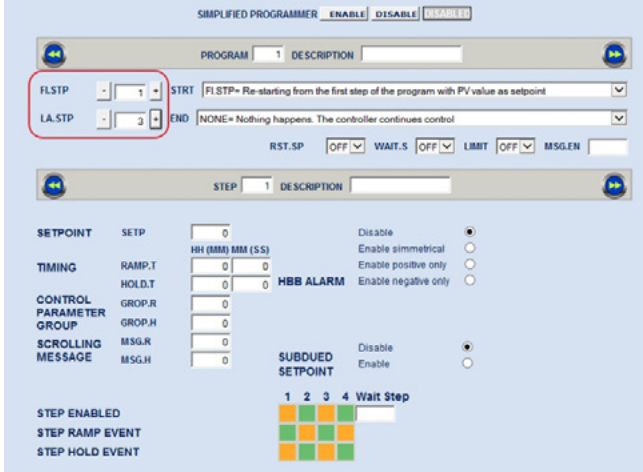 SIMPLIFIED PROGRAMMER ENABLE DISABLE DISABLED
PROGRAM 1 DESCRIPTION
FI.STP - 1 + STRT FI.STP= Re-starting from the first step of the program with PV value as setpoint
LA.STP - 3 + END NONE= Nothing happens. The controller continues control
RST.SP OFF WAIT.S OFF LIMIT OFF MSG.EN
STEP 1 DESCRIPTION
SETPOINT SETP 0 Disable
HH (MM) MM (SS) Enable simmetrical
TIMING RAMP.T 0 0 Enable positive only
HOLD.T 0 0 HBB ALARM Enable negative only
CONTROL PARAMETER GROUP GROP.R 0
GROP.H 0
SCROLLING MESSAGE MSG.R 0 Disable
MSG.H 0 SUBDUED SETPOINT Enable
1 2 3 4 Wait Step
STEP ENABLED
STEP RAMP EVENT
STEP HOLD EVENT